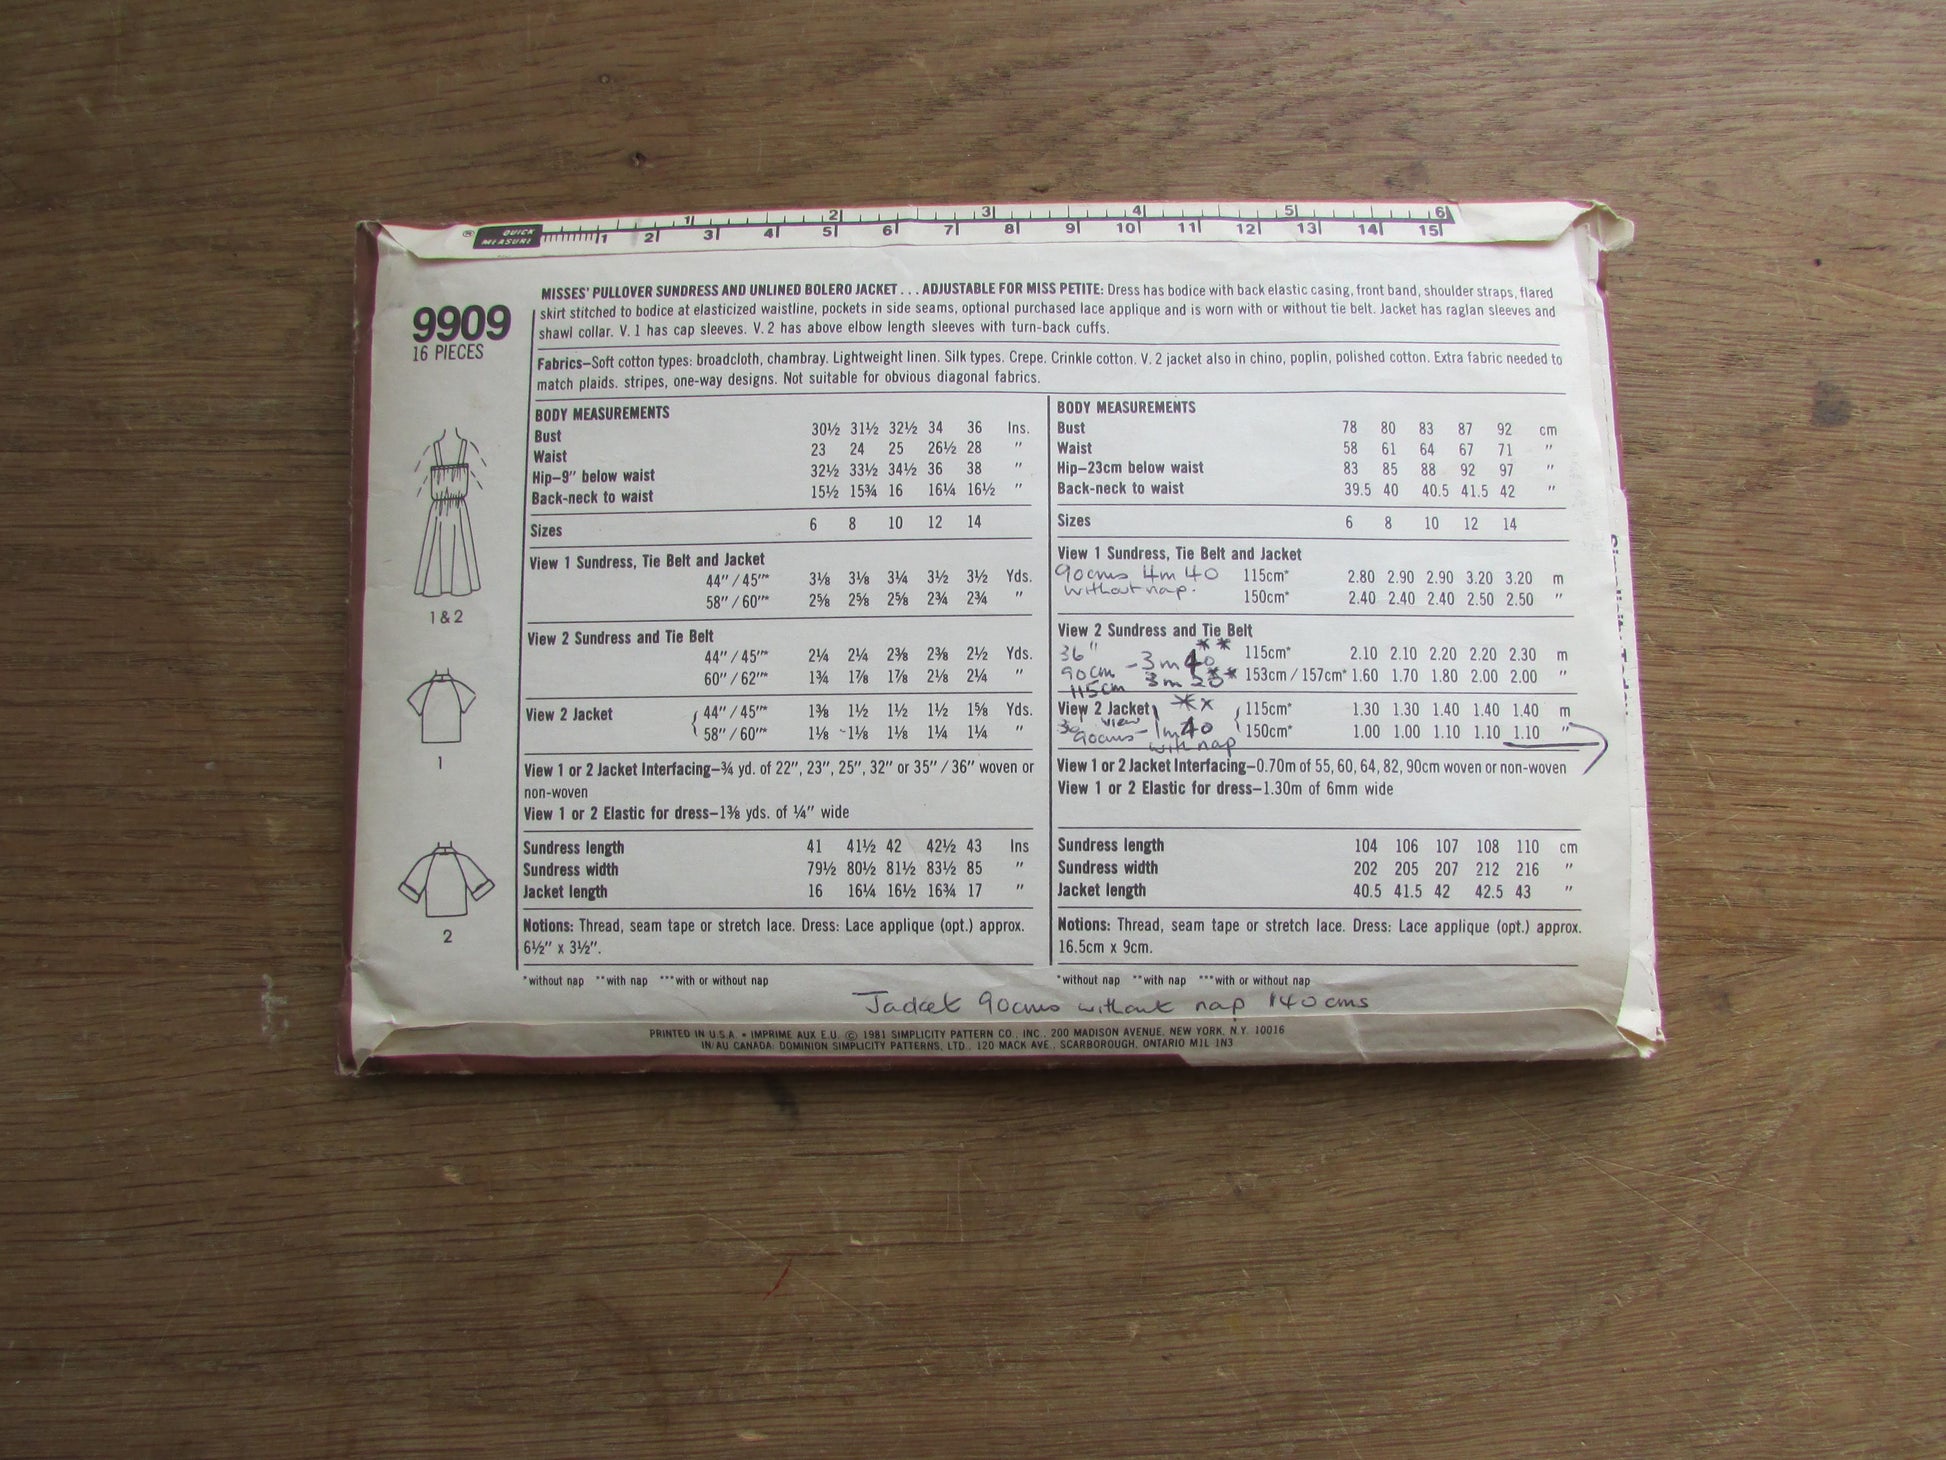 QUICK MEASURE
1 2 3 4 5 6
1 2 3 4 5 6 7 8 9 10 11 12 13 14 15
9909
16 PIECES
MISSES' PULLOVER SUNDRESS AND UNLINED BOLERO JACKET . . . ADJUSTABLE FOR MISS PETITE: Dress has bodice with back elastic casing, front band, shoulder straps, flared
skirt stitched to bodice at elasticized waistline, pockets in side seams, optional purchased lace applique and is worn with or without tie belt. Jacket has raglan sleeves and
shawl collar. V. 1 has cap sleeves. V. 2 has above elbow length sleeves with turn-back cuffs.
Fabrics—Soft cotton types: broadcloth, chambray. Lightweight linen. Silk types. Crepe. Crinkle cotton. V. 2 jacket also in chino, poplin, polished cotton. Extra fabric needed to
match plaids. stripes, one-way designs. Not suitable for obvious diagonal fabrics.
1 & 2
1
2
BODY MEASUREMENTS
Bust 30½ 31½ 32½ 34 36 Ins.
Waist 23 24 25 26½ 28 "
Hip—9" below waist 32½ 33½ 34½ 36 38 "
Back-neck to waist 15½ 15¾ 16 16¼ 16½ "
Sizes 6 8 10 12 14
View 1 Sundress, Tie Belt and Jacket
44" / 45"* 3⅛ 3⅛ 3¼ 3½ 3½ Yds.
58" / 60"* 2⅝ 2⅝ 2⅝ 2¾ 2¾ "
View 2 Sundress and Tie Belt
44" / 45"* 2¼ 2¼ 2⅜ 2⅜ 2½ Yds.
60" / 62"* 1¾ 1⅞ 1⅞ 2⅛ 2¼ "
View 2 Jacket 44" / 45"* 1⅜ 1½ 1½ 1½ 1⅝ Yds.
58" / 60"* 1⅛ 1⅛ 1⅛ 1¼ 1¼ "
View 1 or 2 Jacket Interfacing—¾ yd. of 22", 23", 25", 32" or 35" / 36" woven or
non-woven
View 1 or 2 Elastic for dress—1⅜ yds. of ¼" wide
Sundress length 41 41½ 42 42½ 43 Ins
Sundress width 79½ 80½ 81½ 83½ 85 "
Jacket length 16 16¼ 16½ 16¾ 17 "
Notions: Thread, seam tape or stretch lace. Dress: Lace applique (opt.) approx.
6½" x 3½".
*without nap **with nap ***with or without nap
BODY MEASUREMENTS
Bust 78 80 83 87 92 cm
Waist 58 61 64 67 71 "
Hip—23cm below waist 83 85 88 92 97 "
Back-neck to waist 39.5 40 40.5 41.5 42 "
Sizes 6 8 10 12 14
View 1 Sundress, Tie Belt and Jacket
90cms 4m 40 115cm* 2.80 2.90 2.90 3.20 3.20 m
without nap. 150cm* 2.40 2.40 2.40 2.50 2.50 "
View 2 Sundress and Tie Belt
36" ** 115cm* 2.10 2.10 2.20 2.20 2.30 m
90cm - 3m 40 ** 153cm / 157cm* 1.60 1.70 1.80 2.00 2.00 "
115cm 3m 20
View 2 Jacket 115cm* 1.30 1.30 1.40 1.40 1.40 m
view
90cms - 1m 40 150cm* 1.00 1.00 1.10 1.10 1.10 "
with nap
View 1 or 2 Jacket Interfacing—0.70m of 55, 60, 64, 82, 90cm woven or non-woven
View 1 or 2 Elastic for dress—1.30m of 6mm wide
Sundress length 104 106 107 108 110 cm
Sundress width 202 205 207 212 216 "
Jacket length 40.5 41.5 42 42.5 43 "
Notions: Thread, seam tape or stretch lace. Dress: Lace applique (opt.) approx.
16.5cm x 9cm.
*without nap **with nap ***with or without nap
Jacket 90cms without nap 140cms
PRINTED IN U.S.A. • IMPRIME AUX E.U. © 1981 SIMPLICITY PATTERN CO., INC., 200 MADISON AVENUE, NEW YORK, N.Y. 10016
IN/AU CANADA: DOMINION SIMPLICITY PATTERNS, LTD., 120 MACK AVE., SCARBOROUGH, ONTARIO M1L 1N3